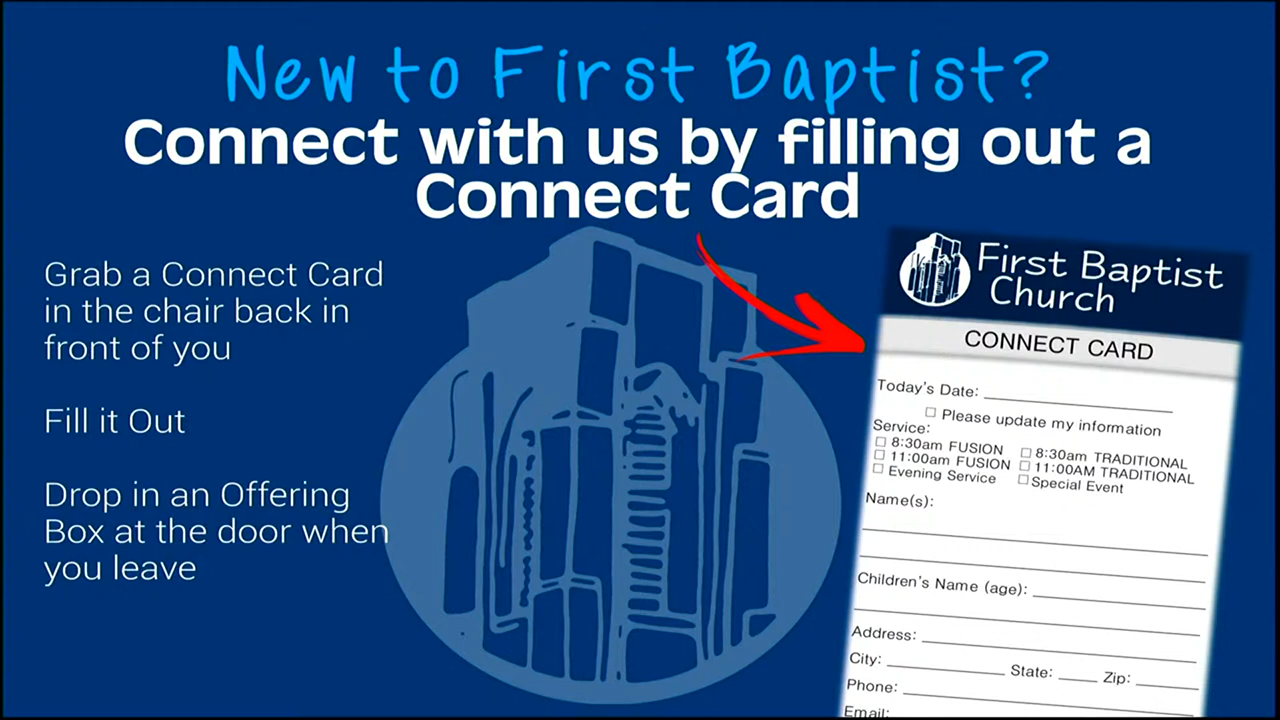 New to First Baptist?
Connect with us by filling out a
Connect Card
Grab a Connect Card
in the chair back in
front of you
Fill it Out
Drop in an Offering
Box at the door when
you leave
First Baptist
Church
CONNECT CARD
Today's Date:
Please update my information
Service:
8:30am FUSION 8:30am TRADITIONAL
11:00am FUSION 11:00AM TRADITIONAL
Evening Service Special Event
Name(s):
Children's Name (age):
Address:
City: State: Zip:
Phone:
Email: